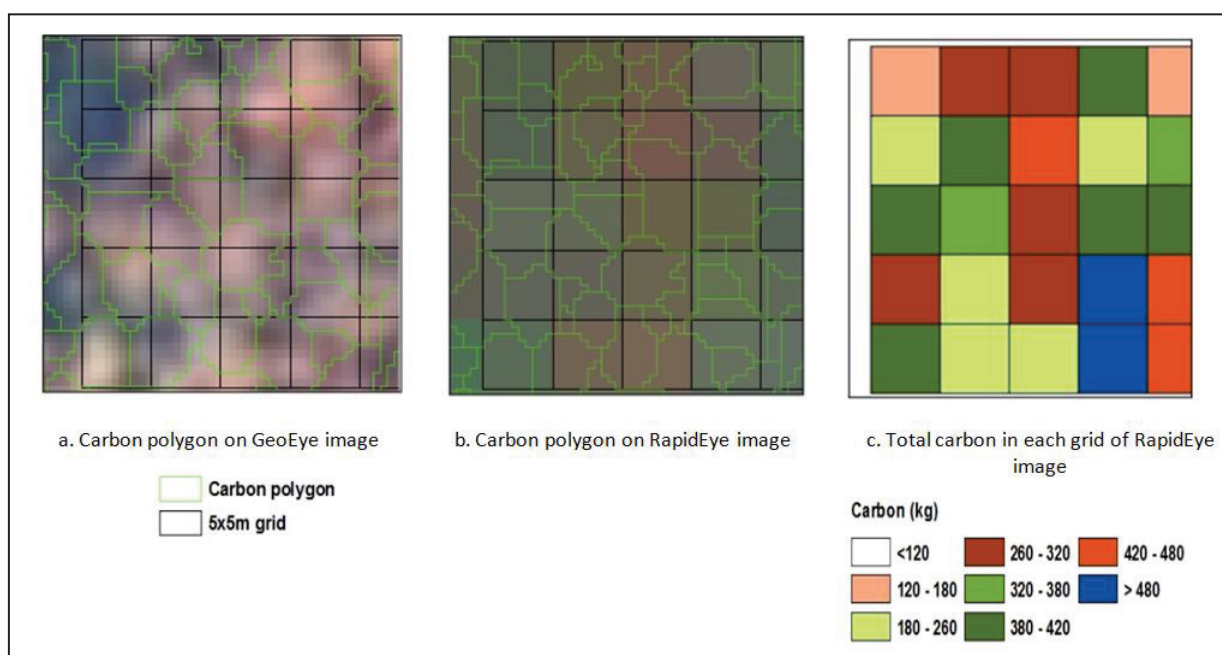 a. Carbon polygon on GeoEye image
b. Carbon polygon on RapidEye image
c. Total carbon in each grid of RapidEye
image
Carbon polygon
5x5m grid
Carbon (kg)
<120
120 - 180
180 - 260
260 - 320
320 - 380
380 - 420
420 - 480
> 480